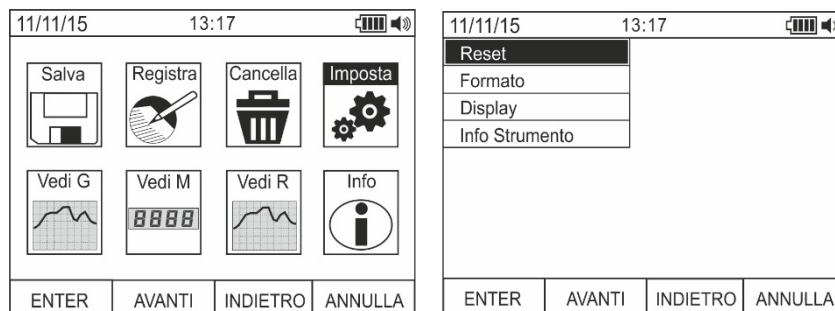 11/11/15 13:17
Salva Registra Cancella Imposta
Vedi G Vedi M Vedi R Info
8888
ENTER AVANTI INDIETRO ANNULLA
11/11/15 13:17
Reset
Formato
Display
Info Strumento
ENTER AVANTI INDIETRO ANNULLA